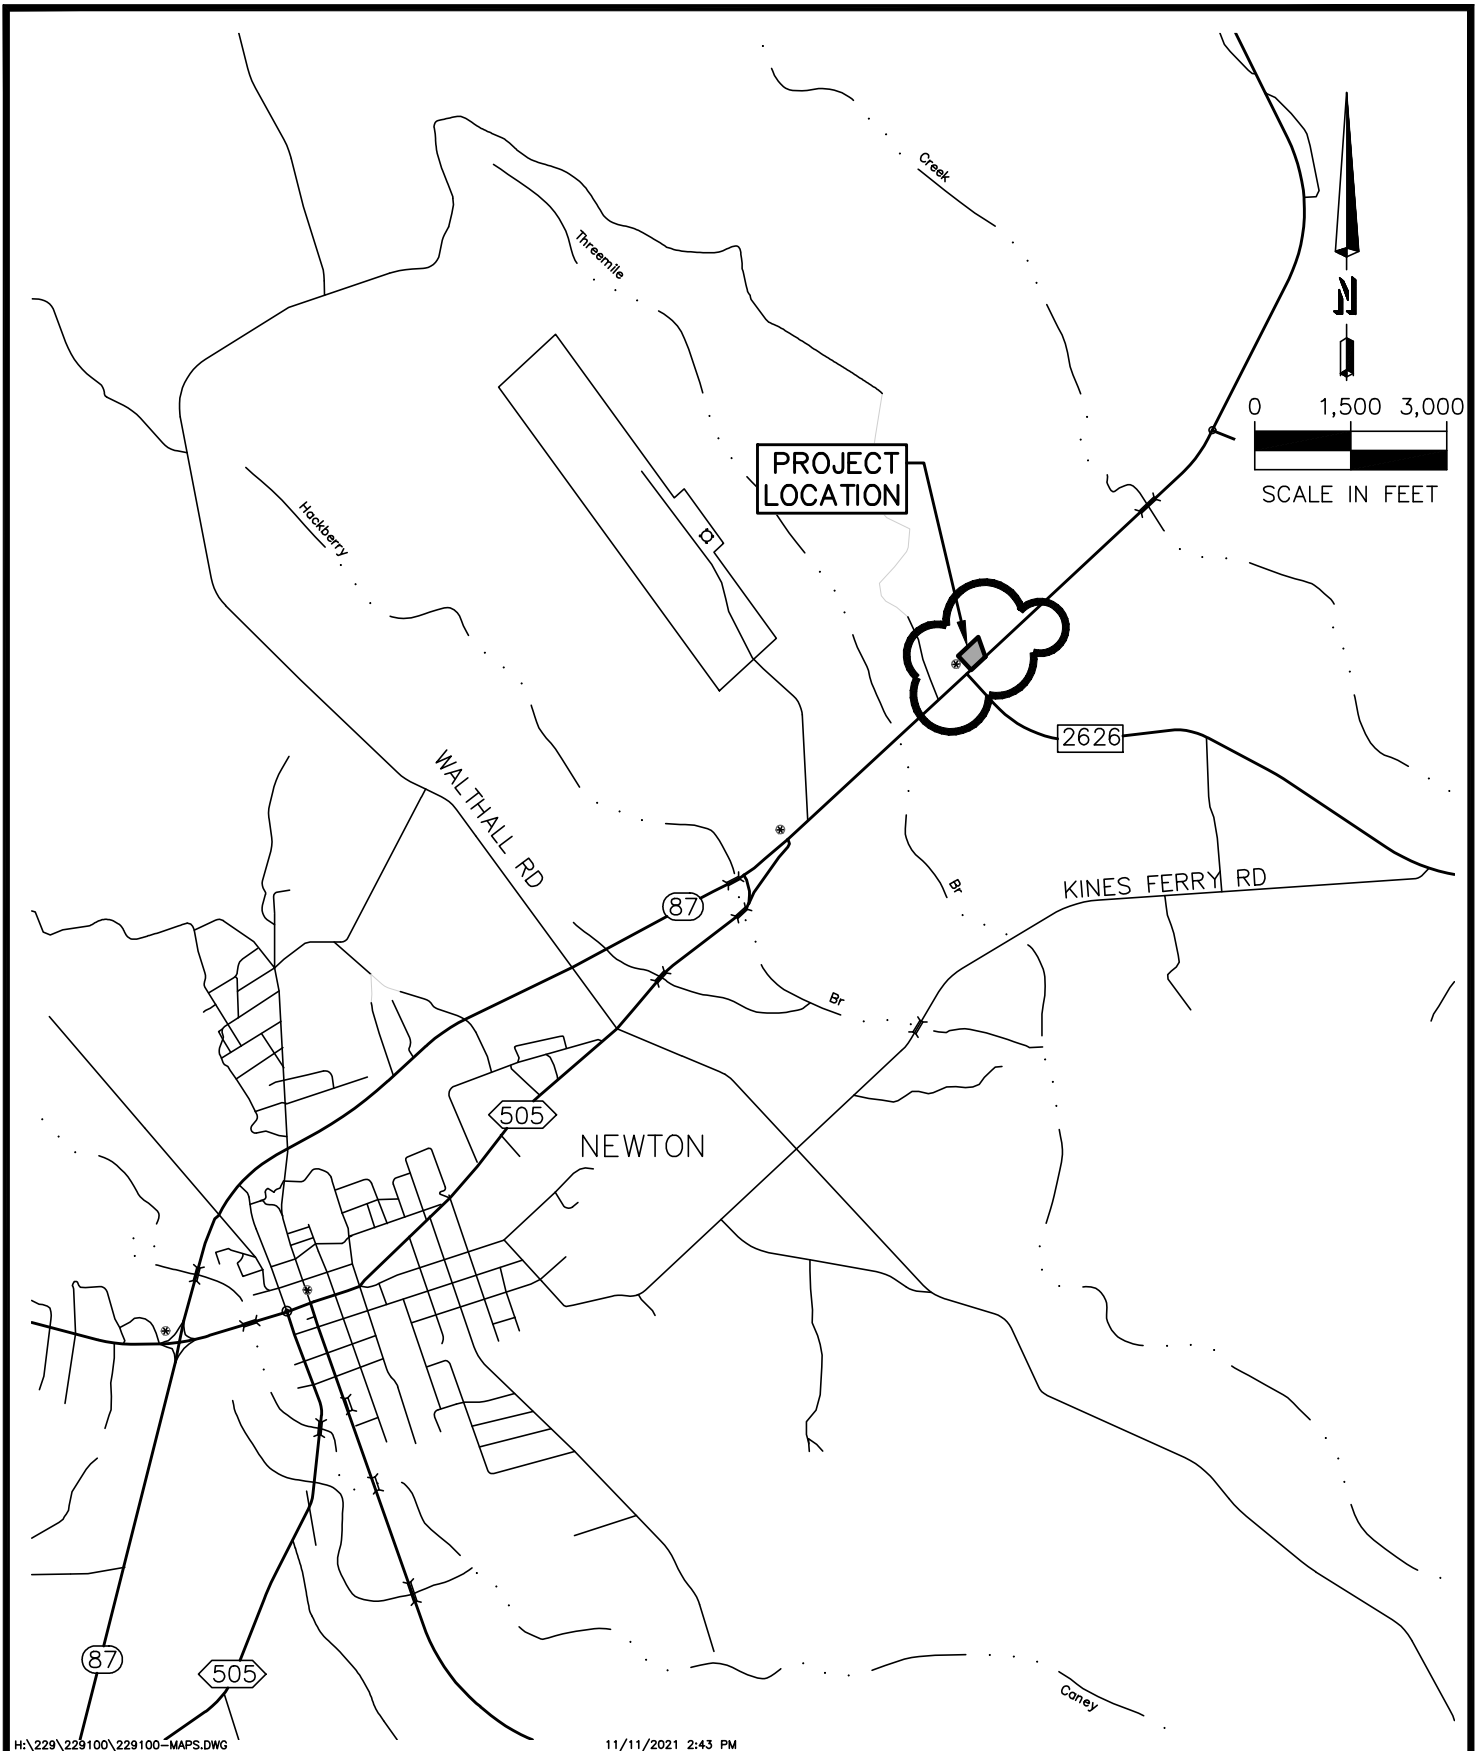 Creek
Threemile
N
0 1,500 3,000
SCALE IN FEET
PROJECT
LOCATION
Hackberry
2626
WALTHALL RD
KINES FERRY RD
Br
87
Br
505
NEWTON
87
505
Caney
H:\229\229100\229100-MAPS.DWG
11/11/2021 2:43 PM